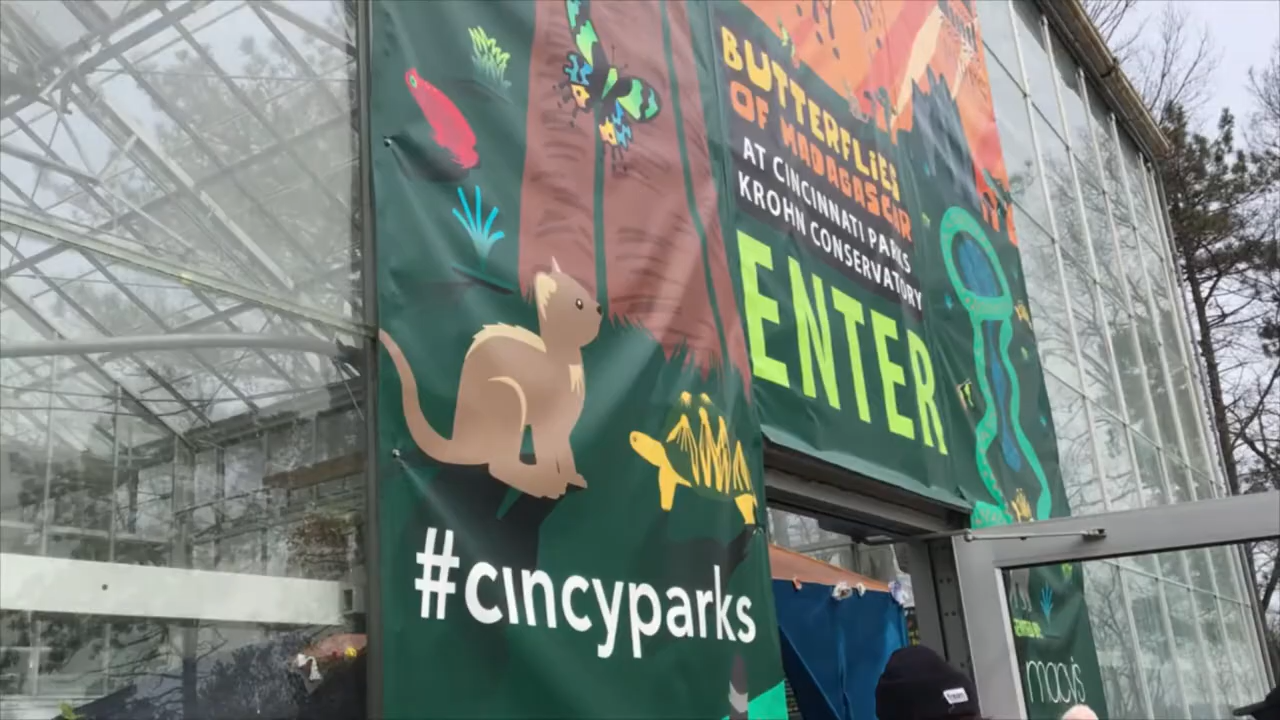 BUTTERFLIES
OF MADAGASCAR
AT CINCINNATI PARKS
KROHN CONSERVATORY
ENTER
#cincyparks
macy's